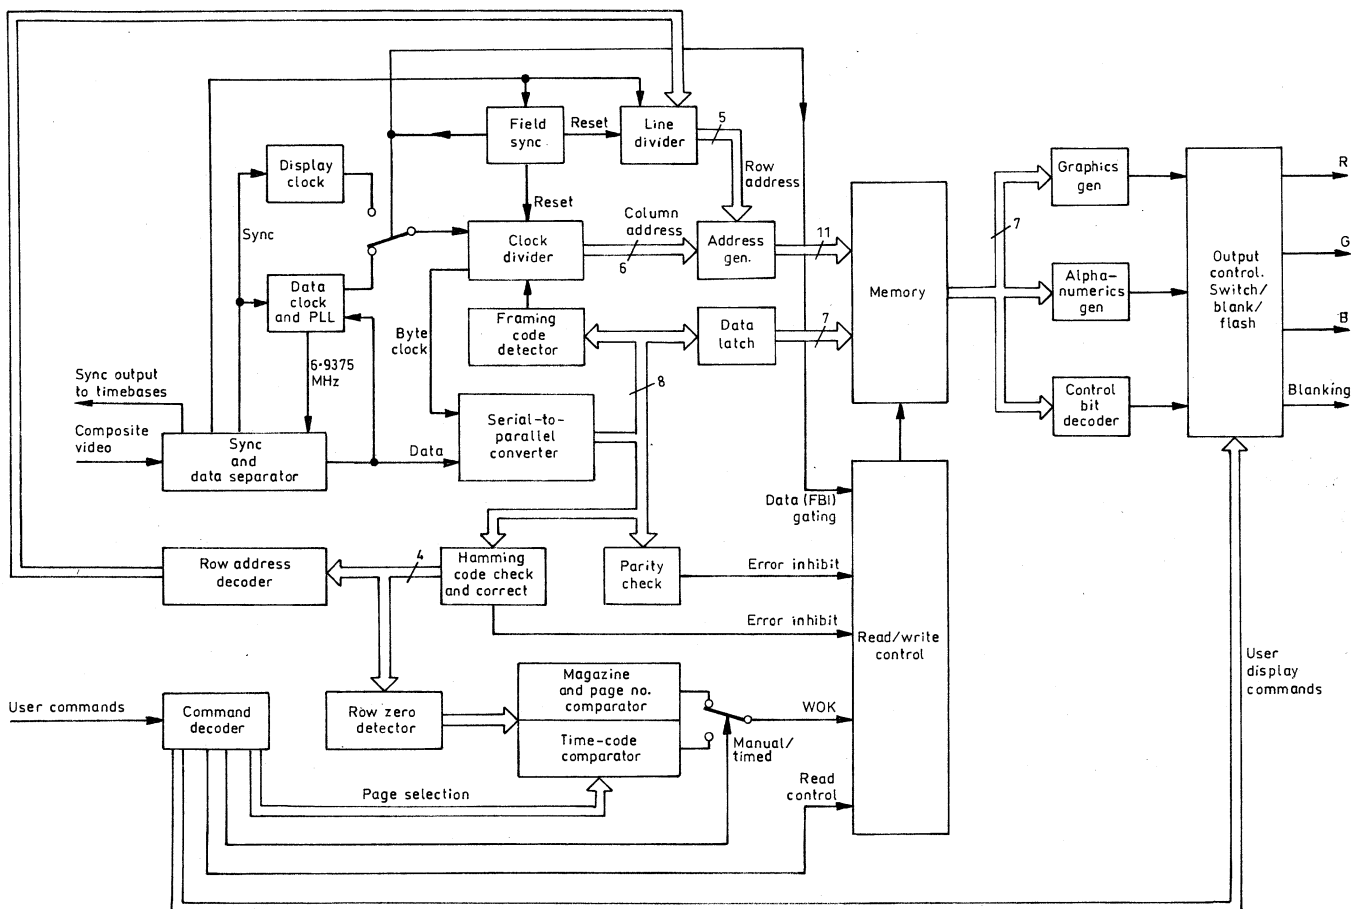 Field
sync
Reset
Line
divider
5
Row
address
Display
clock
Sync
Reset
Clock
divider
Column
address
6
Address
gen.
11
Data
clock
and PLL
6·9375
MHz
Byte
clock
Framing
code
detector
Data
latch
7
8
Memory
Graphics
gen
7
Alpha-
numerics
gen
Control
bit
decoder
Output
control.
Switch/
blank/
flash
R
G
B
Blanking
Sync output
to timebases
Composite
video
Sync
and
data separator
Data
Serial-to-
parallel
converter
Data (FBI)
gating
Row address
decoder
4
Hamming
code check
and correct
Parity
check
Error inhibit
Error inhibit
Read/write
control
User
display
commands
User commands
Command
decoder
Row zero
detector
Magazine
and page no.
comparator
Time-code
comparator
WOK
Manual/
timed
Page selection
Read
control